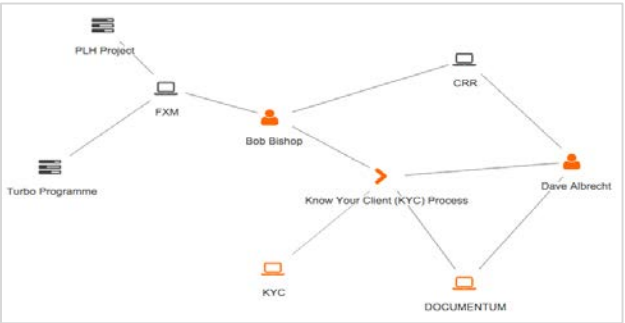 PLH Project
CRR
FXM
Bob Bishop
Turbo Programme
Dave Albrecht
Know Your Client (KYC) Process
KYC
DOCUMENTUM